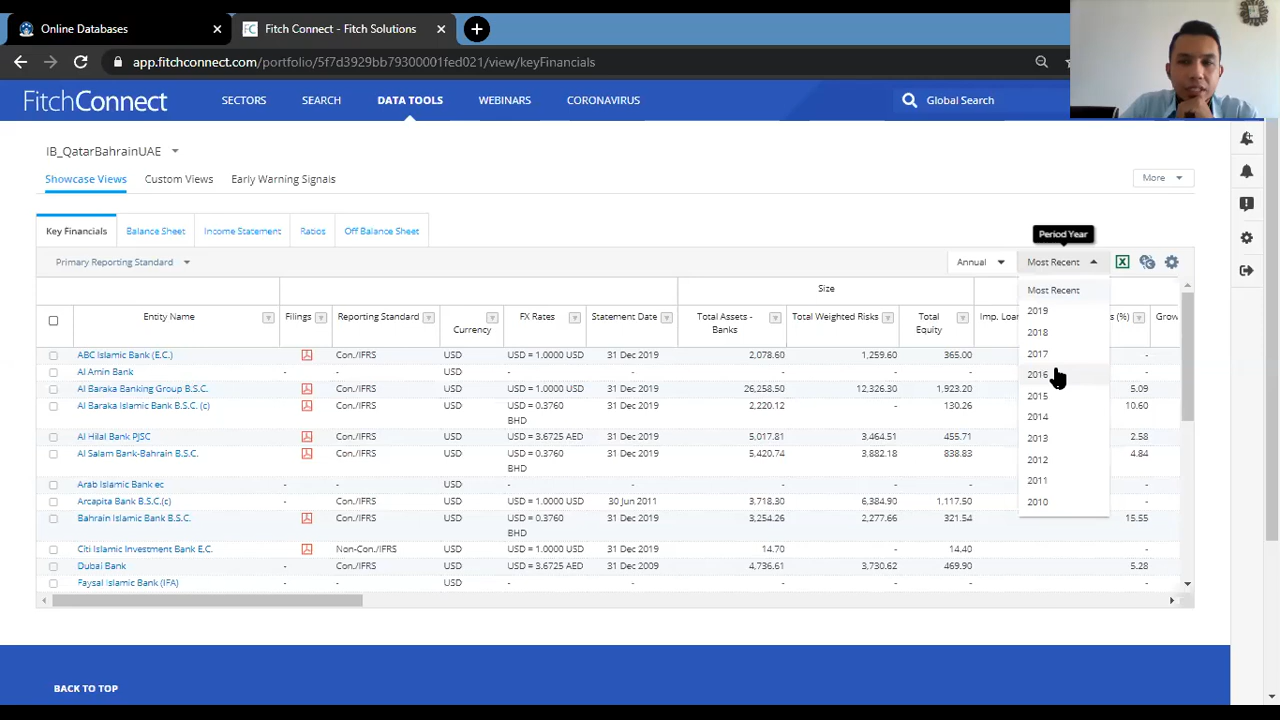 Online Databases
FC Fitch Connect - Fitch Solutions
app.fitchconnect.com/portfolio/5f7d3929bb79300001fed021/view/keyFinancials
FitchConnect SECTORS SEARCH DATA TOOLS WEBINARS CORONAVIRUS Global Search
IB_QatarBahrainUAE
Showcase Views Custom Views Early Warning Signals More
Key Financials Balance Sheet Income Statement Ratios Off Balance Sheet
Period Year
Primary Reporting Standard Annual Most Recent
Size
Entity Name Filings Reporting Standard Currency FX Rates Statement Date Total Assets - Banks Total Weighted Risks Total Equity Imp. Loan s (%) Grow
ABC Islamic Bank (E.C.) Con./IFRS USD USD = 1.0000 USD 31 Dec 2019 2,078.60 1,259.60 365.00 -
Al Amin Bank - - USD - - - - - -
Al Baraka Banking Group B.S.C. Con./IFRS USD USD = 1.0000 USD 31 Dec 2019 26,258.50 12,326.30 1,923.20 5.09
Al Baraka Islamic Bank B.S.C. (c) Con./IFRS USD USD = 0.3760 BHD 31 Dec 2019 2,220.12 - 130.26 10.60
Al Hilal Bank PJSC Con./IFRS USD USD = 3.6725 AED 31 Dec 2019 5,017.81 3,464.51 455.71 2.58
Al Salam Bank-Bahrain B.S.C. Con./IFRS USD USD = 0.3760 BHD 31 Dec 2019 5,420.74 3,882.18 838.83 4.84
Arab Islamic Bank ec - - USD - - - - - -
Arcapita Bank B.S.C.(c) - Con./IFRS USD USD = 1.0000 USD 30 Jun 2011 3,718.30 6,384.90 1,117.50 -
Bahrain Islamic Bank B.S.C. Con./IFRS USD USD = 0.3760 BHD 31 Dec 2019 3,254.26 2,277.66 321.54 15.55
Citi Islamic Investment Bank E.C. Non-Con./IFRS USD USD = 1.0000 USD 31 Dec 2019 14.70 - 14.40 -
Dubai Bank - Con./IFRS USD USD = 3.6725 AED 31 Dec 2009 4,736.61 3,730.62 469.90 5.28
Faysal Islamic Bank (IFA) - - USD - - - - - -
Most Recent
2019
2018
2017
2016
2015
2014
2013
2012
2011
2010
BACK TO TOP